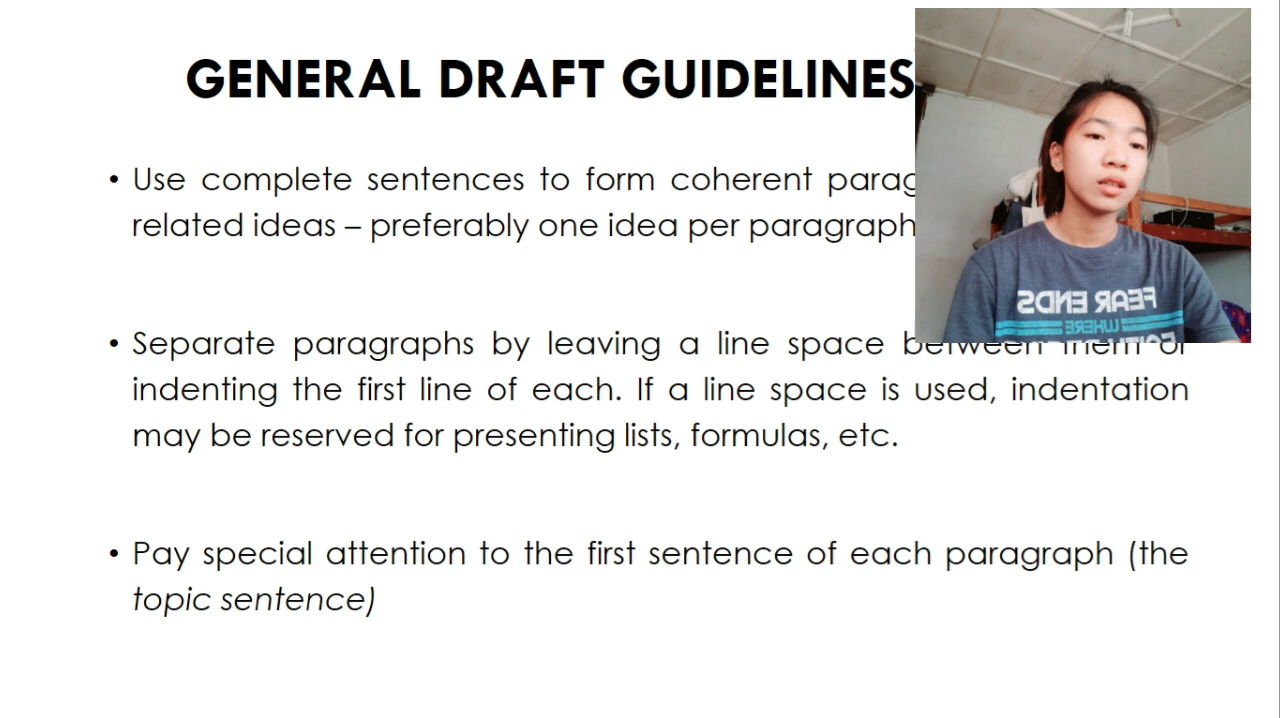 GENERAL DRAFT GUIDELINES
• Use complete sentences to form coherent
related ideas – preferably one idea per paragraph
• Separate paragraphs by leaving a line space between them or
indenting the first line of each. If a line space is used, indentation
may be reserved for presenting lists, formulas, etc.
• Pay special attention to the first sentence of each paragraph (the
topic sentence)
FEAR ENDS
WHERE